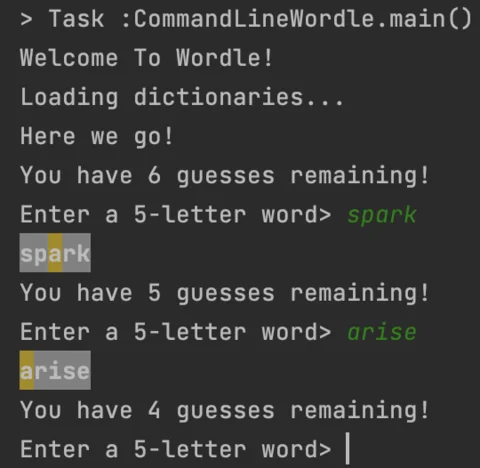 > Task :CommandLineWordle.main()
Welcome To Wordle!
Loading dictionaries...
Here we go!
You have 6 guesses remaining!
Enter a 5-letter word> spark
spark
You have 5 guesses remaining!
Enter a 5-letter word> arise
arise
You have 4 guesses remaining!
Enter a 5-letter word>